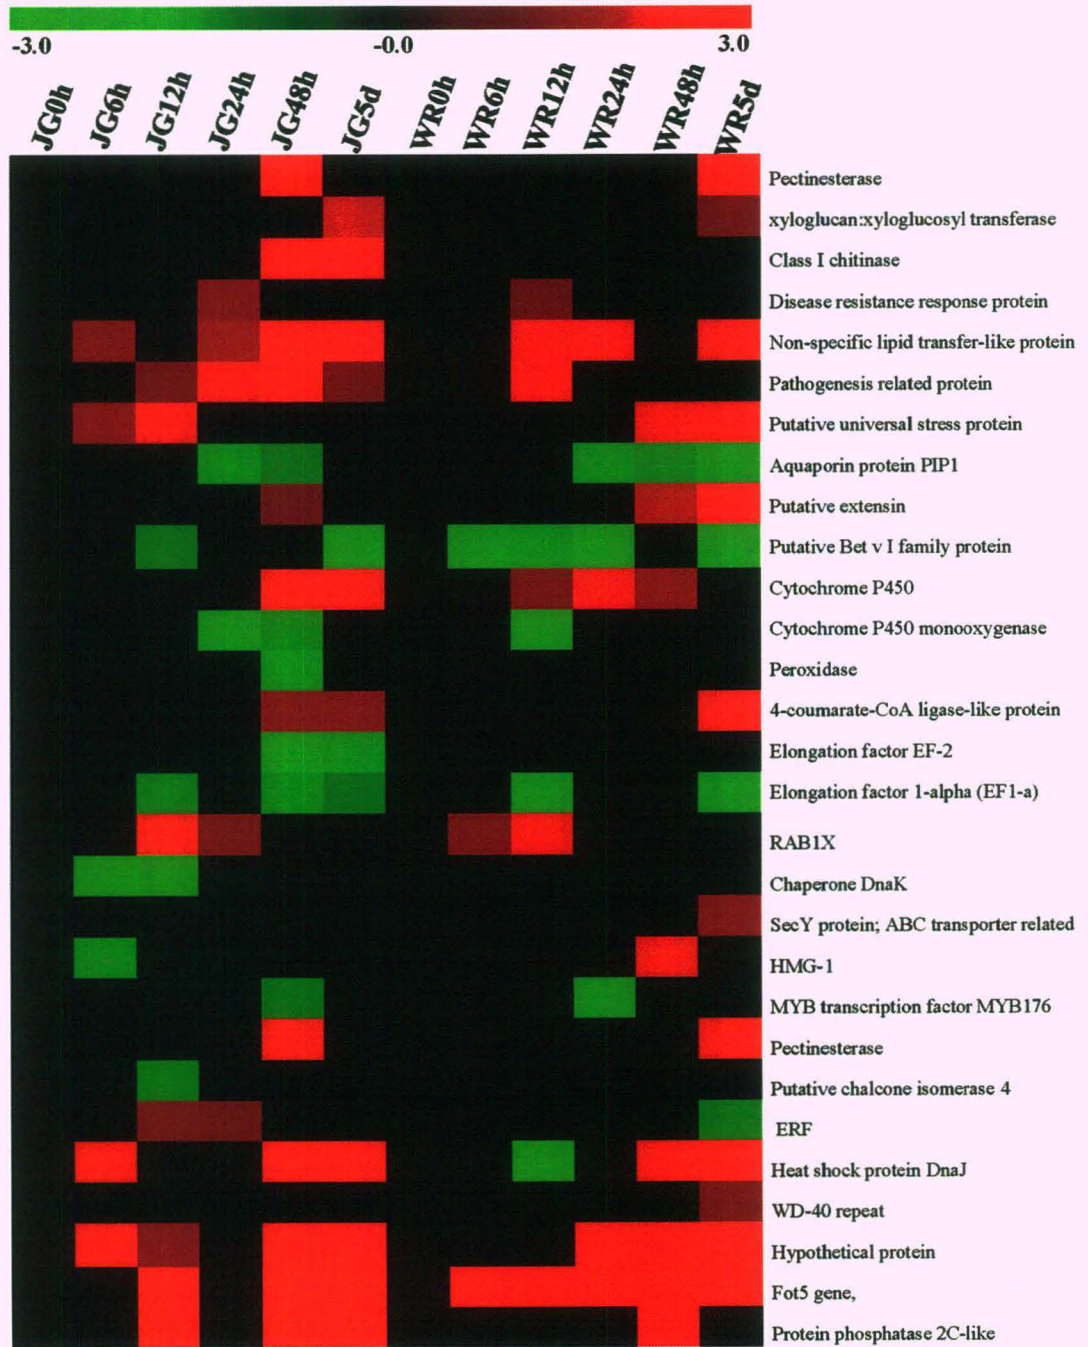 -3.0 -0.0 3.0
JG0h JG6h JG12h JG24h JG48h JG5d WR0h WR6h WR12h WR24h WR48h WR5d
Pectinesterase
xyloglucan:xyloglucosyl transferase
Class I chitinase
Disease resistance response protein
Non-specific lipid transfer-like protein
Pathogenesis related protein
Putative universal stress protein
Aquaporin protein PIP1
Putative extensin
Putative Bet v I family protein
Cytochrome P450
Cytochrome P450 monooxygenase
Peroxidase
4-coumarate-CoA ligase-like protein
Elongation factor EF-2
Elongation factor 1-alpha (EF1-a)
RAB1X
Chaperone DnaK
SecY protein; ABC transporter related
HMG-1
MYB transcription factor MYB176
Pectinesterase
Putative chalcone isomerase 4
ERF
Heat shock protein DnaJ
WD-40 repeat
Hypothetical protein
Fot5 gene,
Protein phosphatase 2C-like